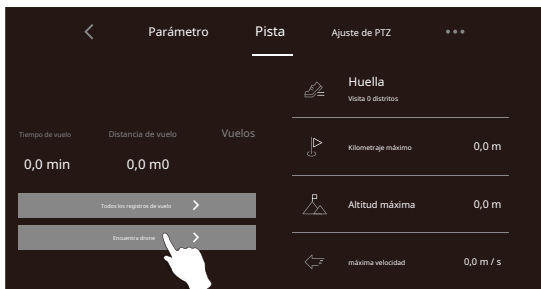 Parámetro Pista Ajuste de PTZ
Huella
Visita 0 distritos
Tiempo de vuelo Distancia de vuelo Vuelos
0,0 min 0,0 m0
Kilometraje máximo 0,0 m
Todos los registros de vuelo
Altitud máxima 0,0 m
Encuentra drone
máxima velocidad 0,0 m / s